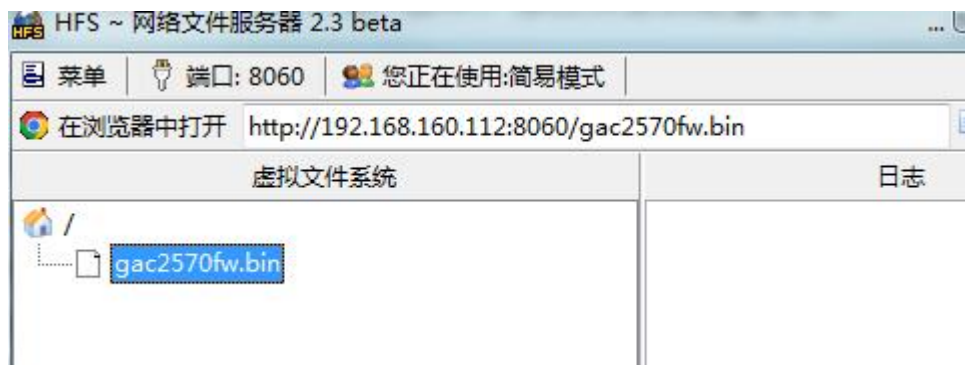 HFS ~ 网络文件服务器 2.3 beta
...
菜单 端口: 8060 您正在使用:简易模式
在浏览器中打开 http://192.168.160.112:8060/gac2570fw.bin
虚拟文件系统 日志
/
gac2570fw.bin